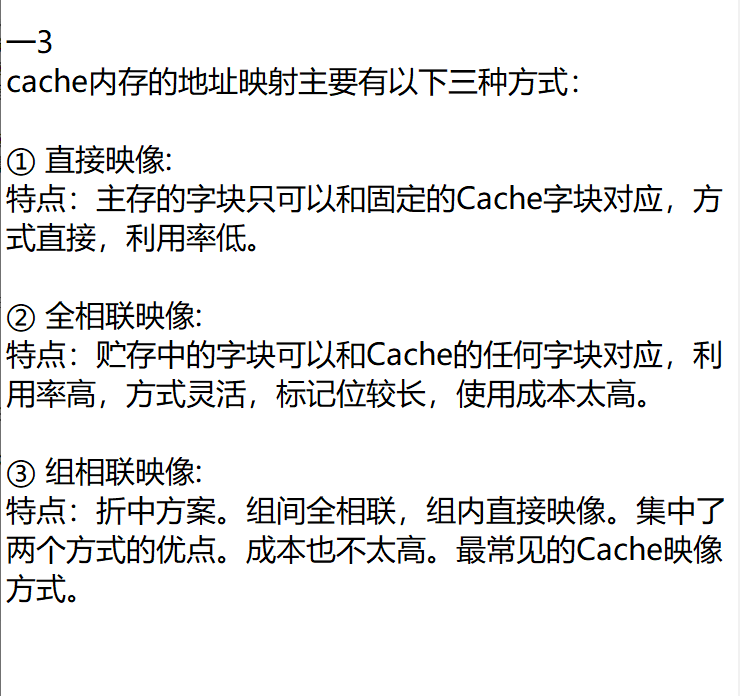 一3
cache内存的地址映射主要有以下三种方式：
① 直接映像:
特点：主存的字块只可以和固定的Cache字块对应，方
式直接，利用率低。
② 全相联映像:
特点：贮存中的字块可以和Cache的任何字块对应，利
用率高，方式灵活，标记位较长，使用成本太高。
③ 组相联映像:
特点：折中方案。组间全相联，组内直接映像。集中了
两个方式的优点。成本也不太高。最常见的Cache映像
方式。